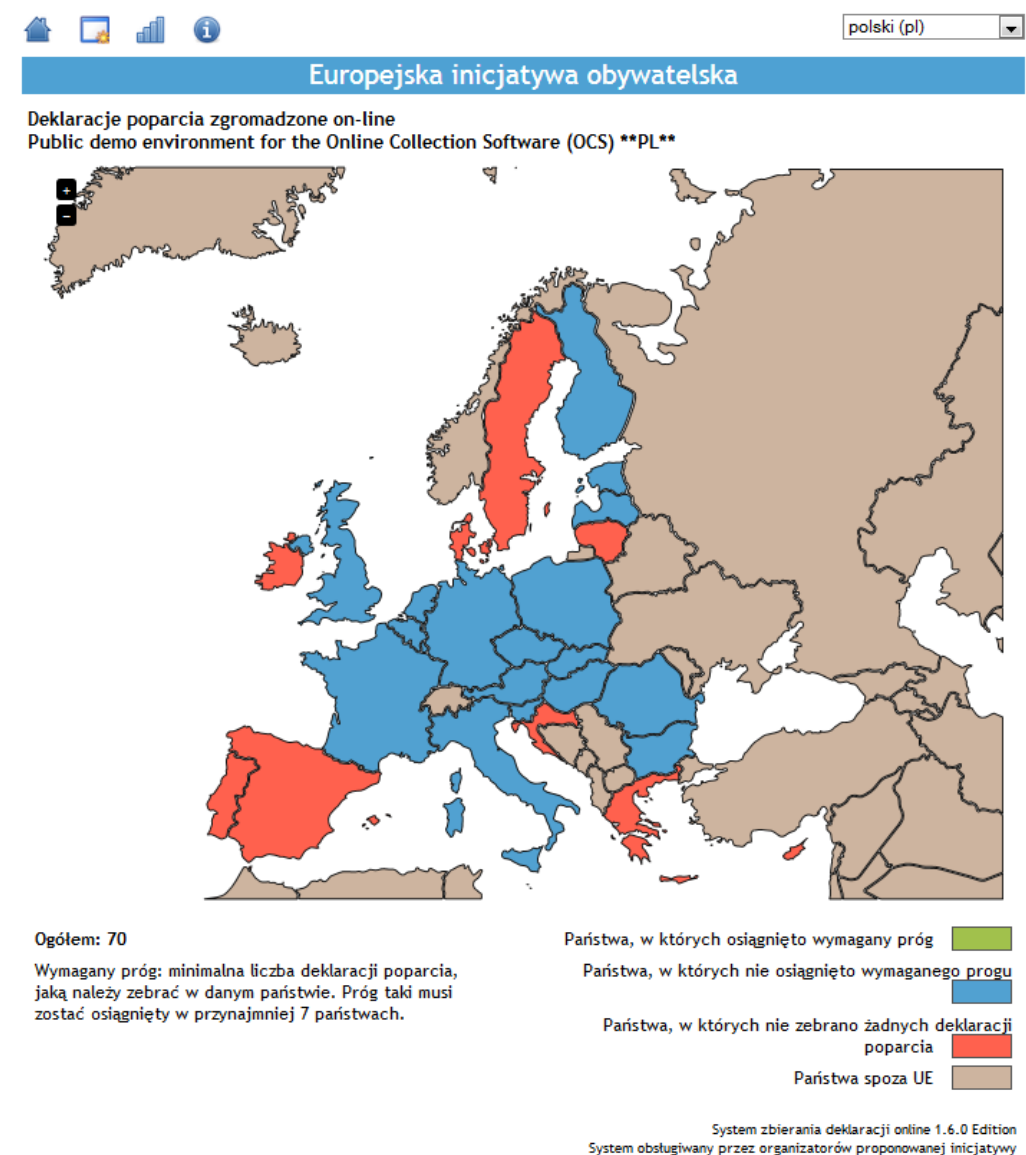 polski (pl)
Europejska inicjatywa obywatelska
Deklaracje poparcia zgromadzone on-line
Public demo environment for the Online Collection Software (OCS) **PL**
+
-
Ogółem: 70
Wymagany próg: minimalna liczba deklaracji poparcia,
jaką należy zebrać w danym państwie. Próg taki musi
zostać osiągnięty w przynajmniej 7 państwach.
Państwa, w których osiągnięto wymagany próg
Państwa, w których nie osiągnięto wymaganego progu
Państwa, w których nie zebrano żadnych deklaracji
poparcia
Państwa spoza UE
System zbierania deklaracji online 1.6.0 Edition
System obsługiwany przez organizatorów proponowanej inicjatywy